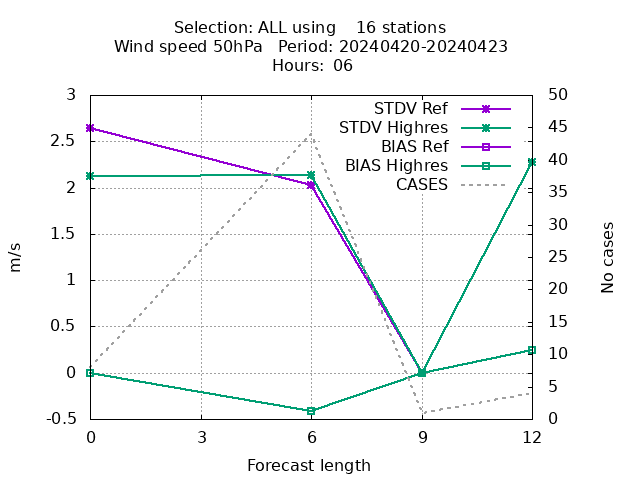 Selection: ALL using    16 stations
Wind speed 50hPa   Period: 20240420-20240423
Hours:  06
STDV Ref
STDV Highres
BIAS Ref
BIAS Highres
CASES
3
2.5
2
1.5
1
0.5
0
-0.5
m/s
50
45
40
35
30
25
20
15
10
5
0
No cases
0 3 6 9 12
Forecast length